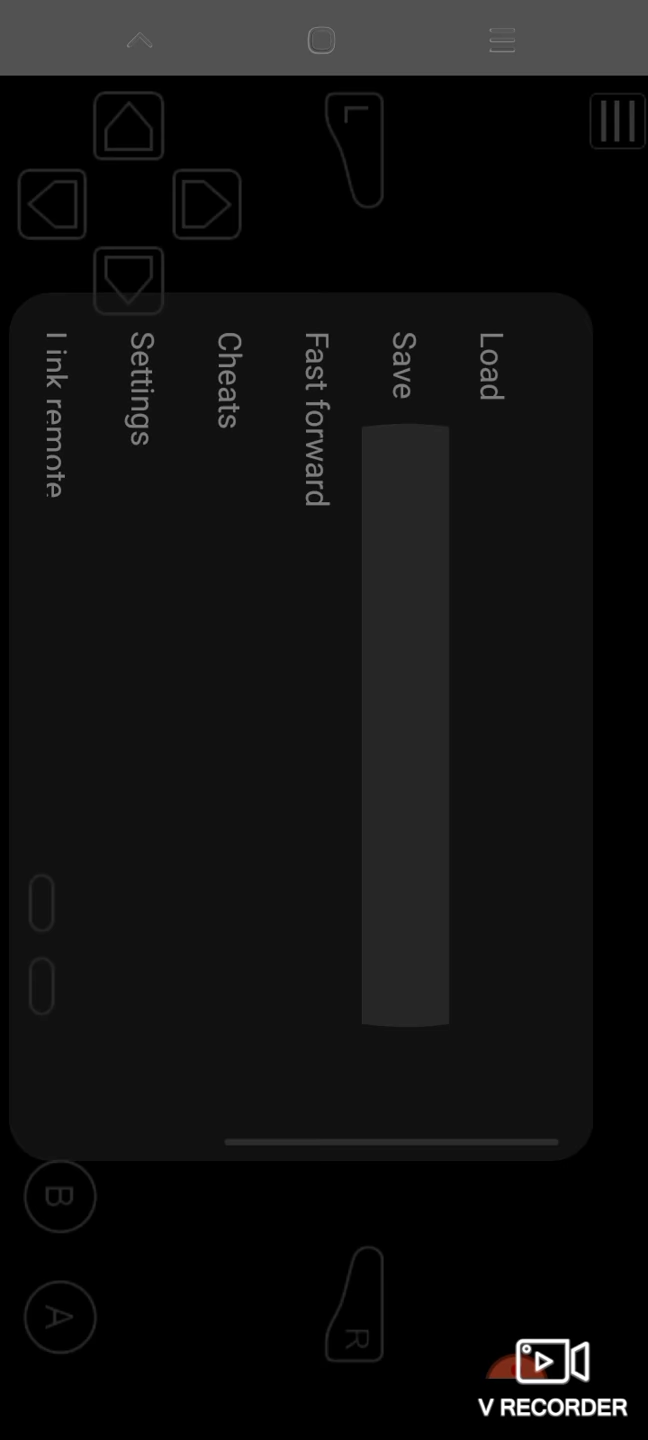 L
Load
Save
Fast forward
Cheats
Settings
Link remote
B
A
R
V RECORDER